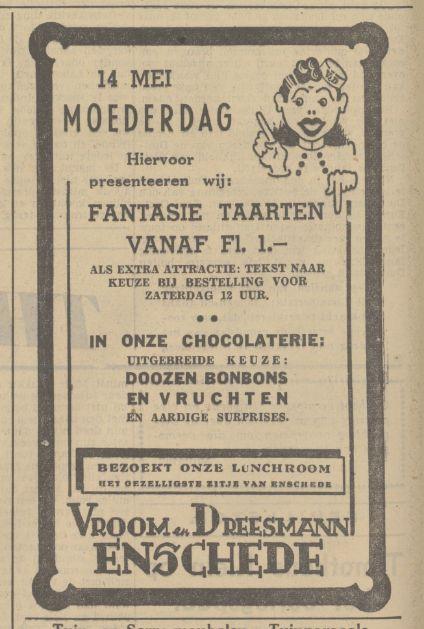 14 MEI
MOEDERDAG
V.D
Hiervoor
presenteeren wij:
FANTASIE TAARTEN
VANAF Fl. 1.—
ALS EXTRA ATTRACTIE: TEKST NAAR
KEUZE BIJ BESTELLING VOOR
ZATERDAG 12 UUR.
IN ONZE CHOCOLATERIE:
UITGEBREIDE KEUZE:
DOOZEN BONBONS
EN VRUCHTEN
EN AARDIGE SURPRISES.
BEZOEKT ONZE LUNCHROOM
HET GEZELLIGSTE ZITJE VAN ENSCHEDE
VROOM en DREESMANN
ENSCHEDE